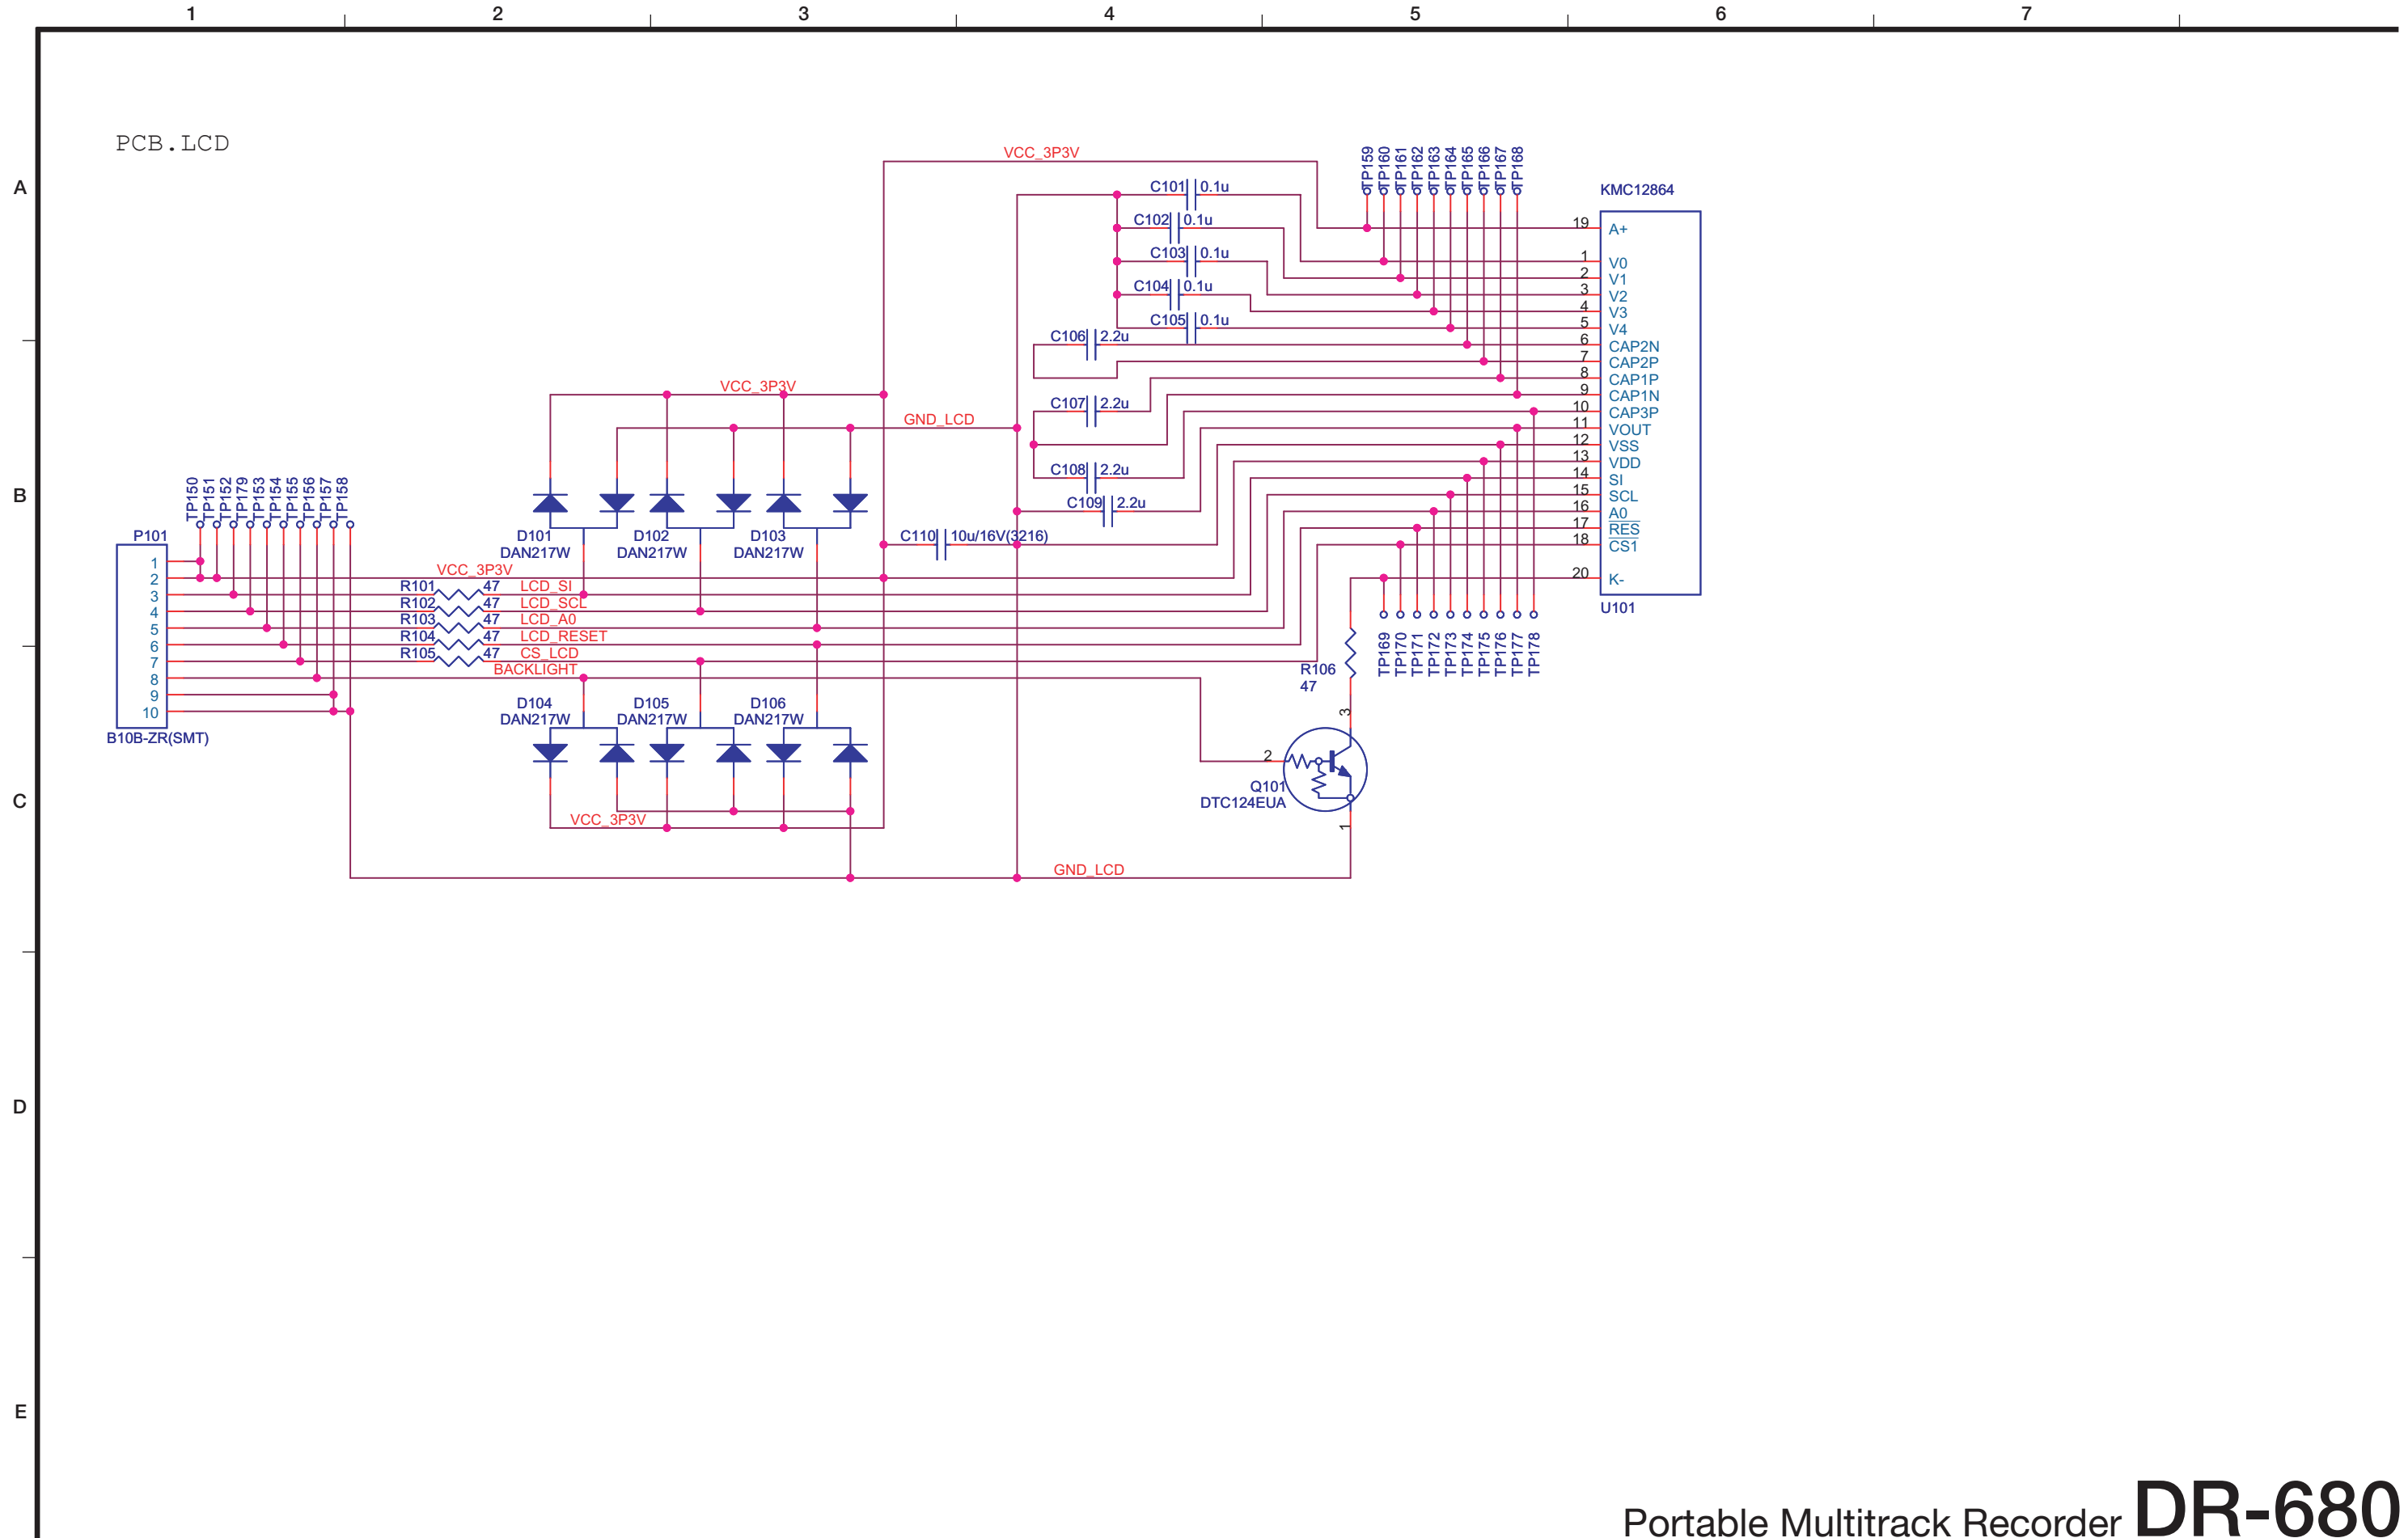 1 2 3 4 5 6 7
A
B
C
D
E
PCB.LCD
VCC_3P3V
C101 0.1u
C102 0.1u
C103 0.1u
C104 0.1u
C105 0.1u
C106 2.2u
C107 2.2u
C108 2.2u
C109 2.2u
C110 10u/16V(3216)
TP159
TP160
TP161
TP162
TP163
TP164
TP165
TP166
TP167
TP168
KMC12864
19 A+
1 V0
2 V1
3 V2
4 V3
5 V4
6 CAP2N
7 CAP2P
8 CAP1P
9 CAP1N
10 CAP3P
11 VOUT
12 VSS
13 VDD
14 SI
15 SCL
16 A0
17 RES
18 CS1
20 K-
U101
TP169
TP170
TP171
TP172
TP173
TP174
TP175
TP176
TP177
TP178
VCC_3P3V
GND_LCD
D101
DAN217W
D102
DAN217W
D103
DAN217W
TP150
TP151
TP152
TP179
TP153
TP154
TP155
TP156
TP157
TP158
P101
1
2
3
4
5
6
7
8
9
10
B10B-ZR(SMT)
VCC_3P3V
R101 47 LCD_SI
R102 47 LCD_SCL
R103 47 LCD_A0
R104 47 LCD_RESET
R105 47 CS_LCD
BACKLIGHT
D104
DAN217W
D105
DAN217W
D106
DAN217W
VCC_3P3V
GND_LCD
R106
47
3
2
1
Q101
DTC124EUA
Portable Multitrack Recorder DR-680